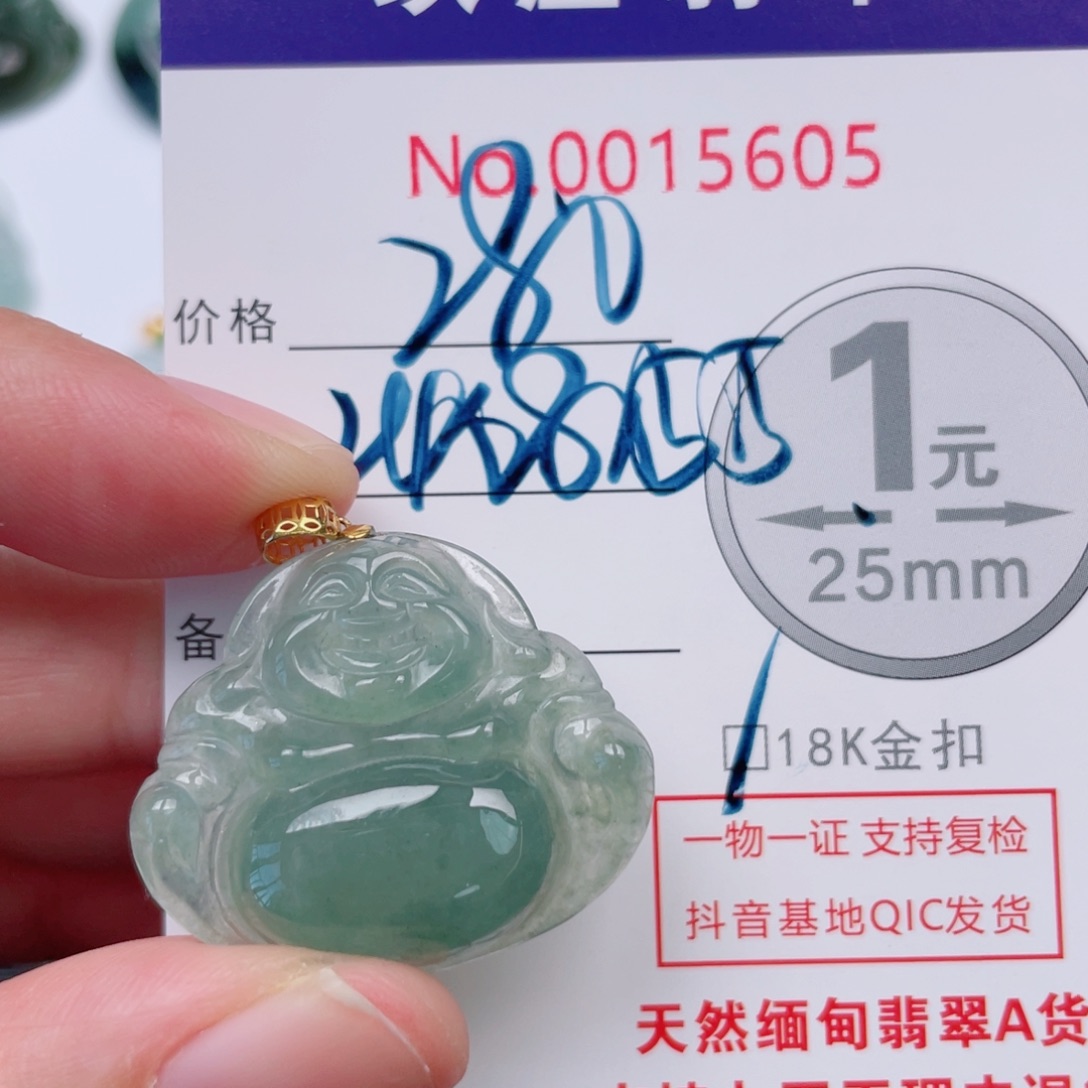 No.0015605
价格
280
1元
25mm
备
18K金扣
一物一证 支持复检
抖音基地QIC发货
天然缅甸翡翠A货